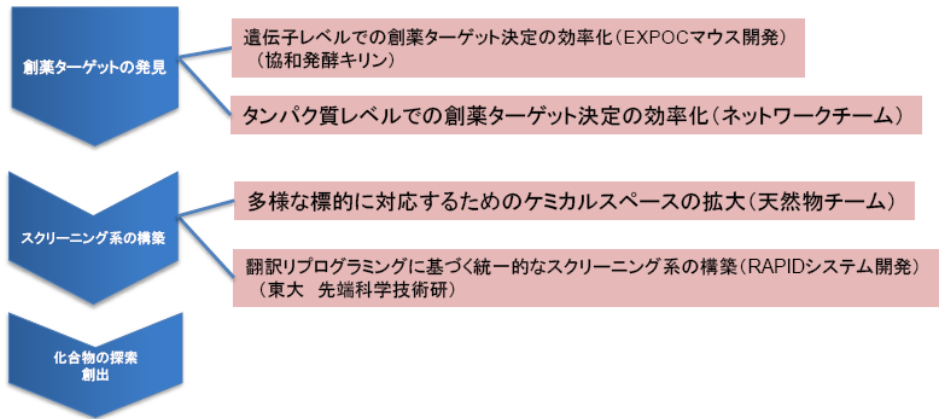 創薬ターゲットの発見
遺伝子レベルでの創薬ターゲット決定の効率化(EXPOCマウス開発)
(協和発酵キリン)
タンパク質レベルでの創薬ターゲット決定の効率化(ネットワークチーム)
スクリーニング系の構築
多様な標的に対応するためのケミカルスペースの拡大(天然物チーム)
翻訳リプログラミングに基づく統一的なスクリーニング系の構築(RAPIDシステム開発)
(東大 先端科学技術研)
化合物の探索
創出